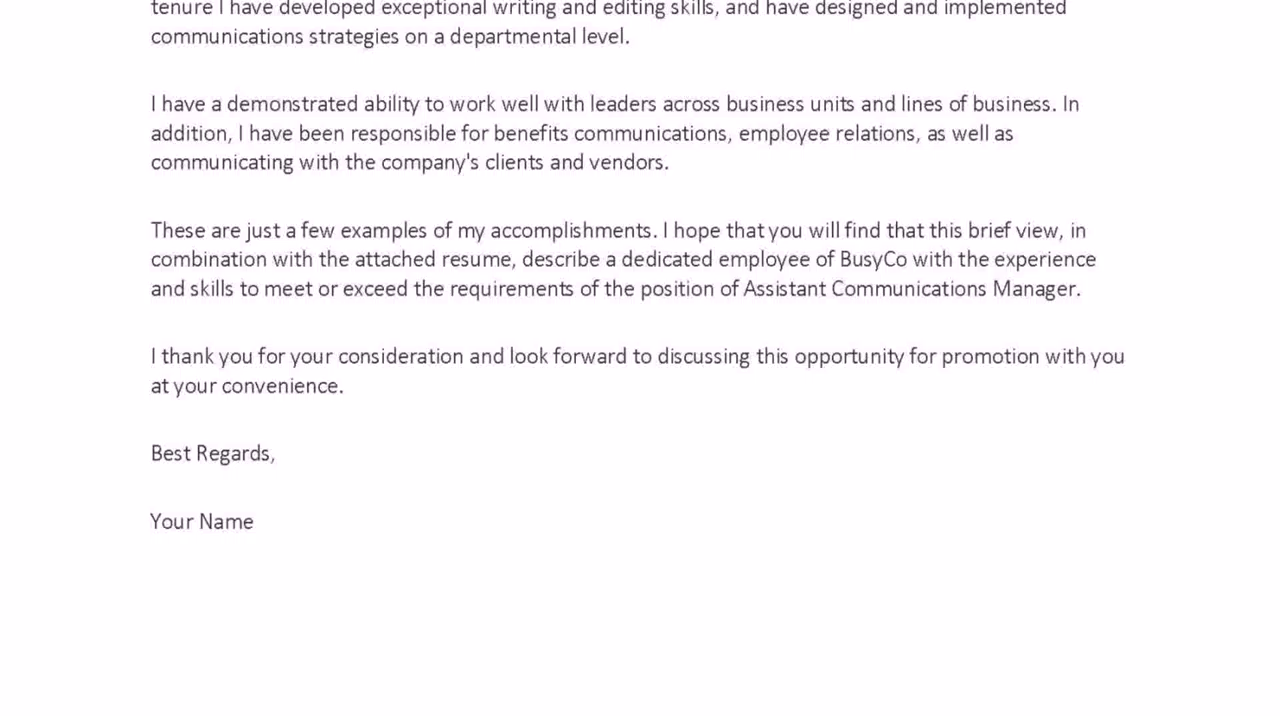 tenure I have developed exceptional writing and editing skills, and have designed and implemented
communications strategies on a departmental level.
I have a demonstrated ability to work well with leaders across business units and lines of business. In
addition, I have been responsible for benefits communications, employee relations, as well as
communicating with the company's clients and vendors.
These are just a few examples of my accomplishments. I hope that you will find that this brief view, in
combination with the attached resume, describe a dedicated employee of BusyCo with the experience
and skills to meet or exceed the requirements of the position of Assistant Communications Manager.
I thank you for your consideration and look forward to discussing this opportunity for promotion with you
at your convenience.
Best Regards,
Your Name